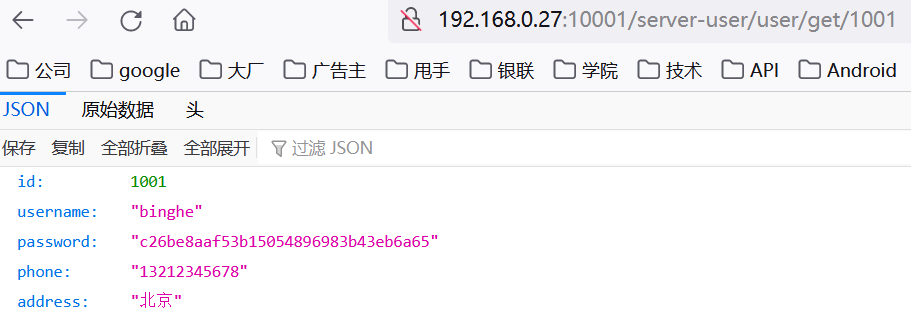 192.168.0.27:10001/server-user/user/get/1001
公司 google 大厂 广告主 甩手 银联 学院 技术 API Android
JSON 原始数据 头
保存 复制 全部折叠 全部展开 过滤 JSON
id: 1001
username: "binghe"
password: "c26be8aaf53b15054896983b43eb6a65"
phone: "13212345678"
address: "北京"